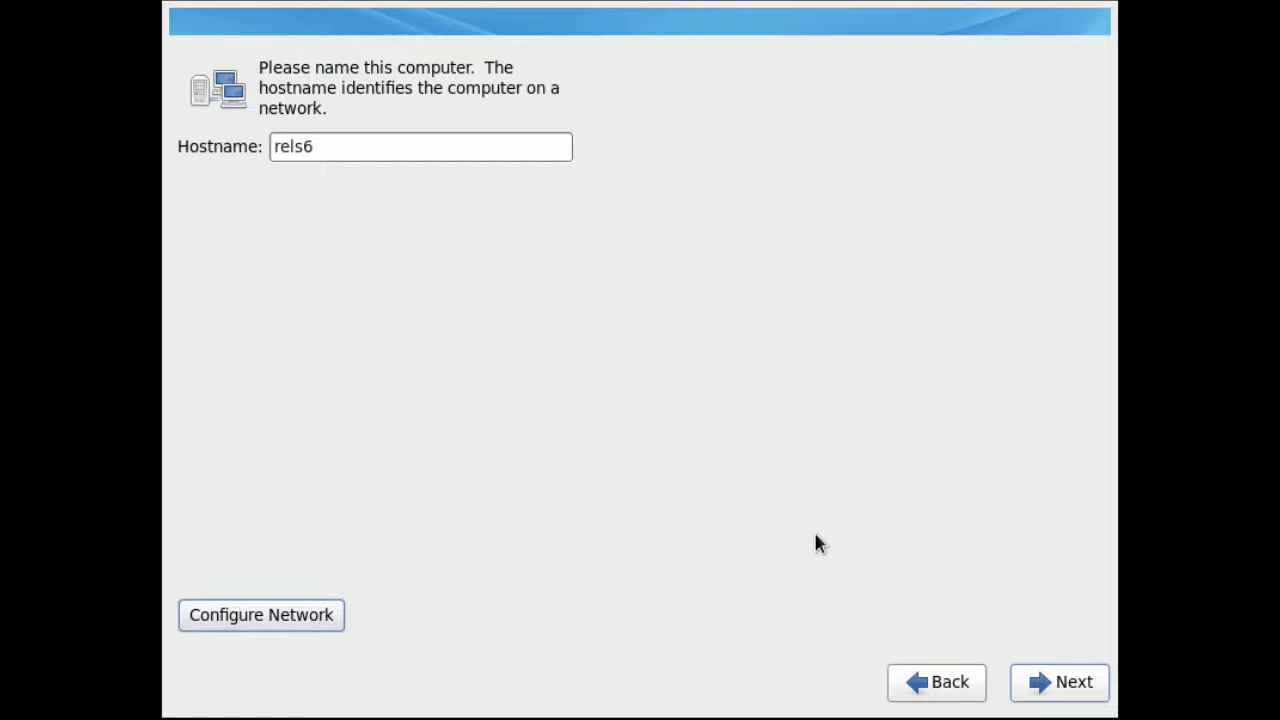 Please name this computer.  The
hostname identifies the computer on a
network.
Hostname: rels6
Configure Network
Back
Next